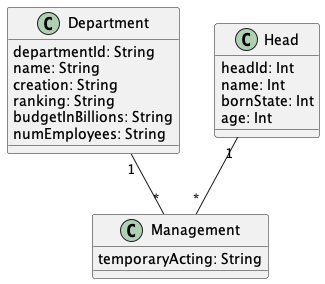 C Department
departmentId: String
name: String
creation: String
ranking: String
budgetInBillions: String
numEmployees: String
C Head
headId: Int
name: Int
bornState: Int
age: Int
1
1
*
*
C Management
temporaryActing: String